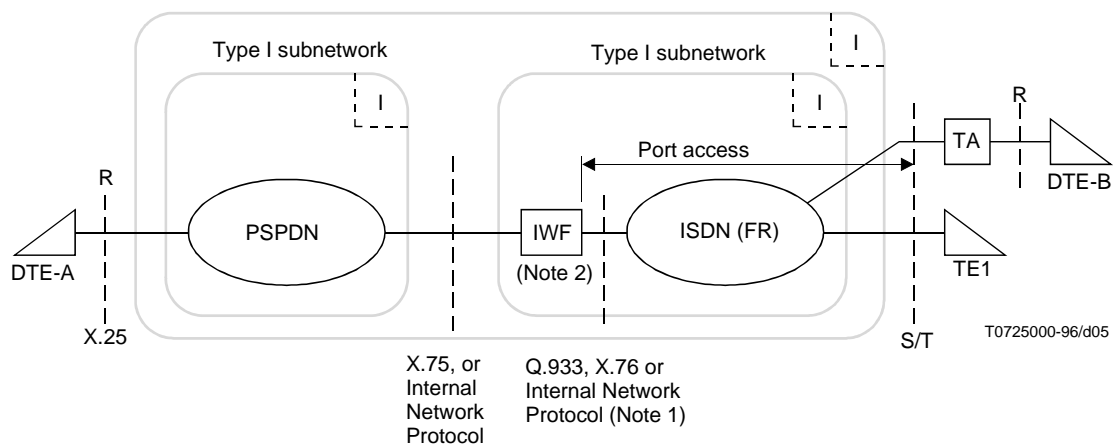 I
Type I subnetwork
Type I subnetwork
I
I
R
TA
Port access
R
DTE-B
PSPDN
IWF
ISDN (FR)
DTE-A
(Note 2)
TE1
X.25
S/T
T0725000-96/d05
X.75, or
Internal
Network
Protocol
Q.933, X.76 or
Internal Network
Protocol (Note 1)